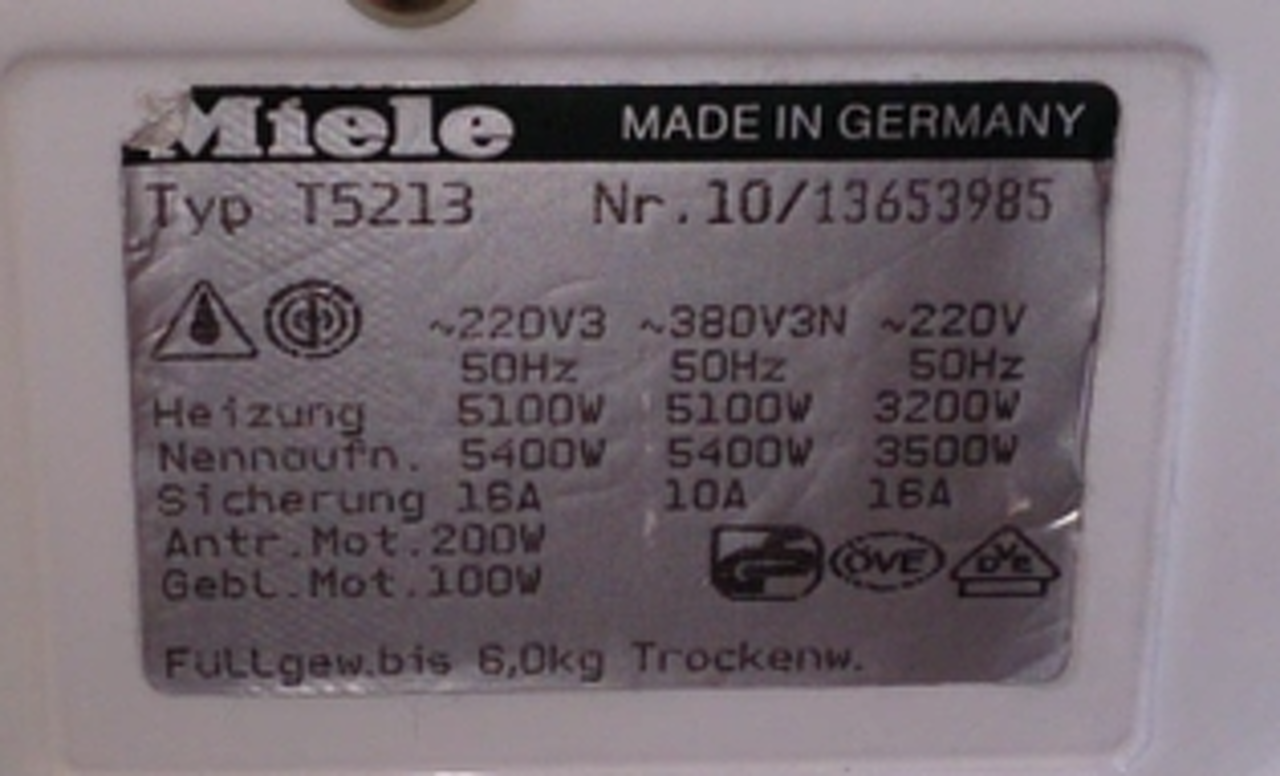 Miele MADE IN GERMANY
Typ T5213 Nr.10/13653985
~220V3 ~380V3N ~220V
50Hz 50Hz 50Hz
Heizung 5100W 5100W 3200W
Nennaufn. 5400W 5400W 3500W
Sicherung 16A 10A 16A
Antr.Mot.200W
Gebl.Mot.100W
ÖVE DVE
Füllgew.bis 6,0kg Trockenw.